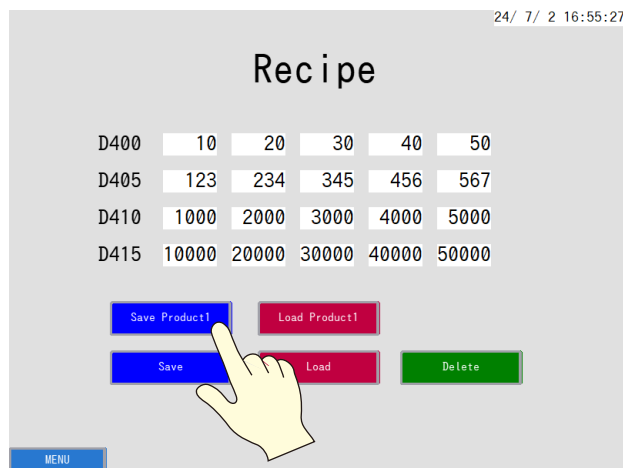 24/ 7/ 2 16:55:27
Recipe
D400 10 20 30 40 50
D405 123 234 345 456 567
D410 1000 2000 3000 4000 5000
D415 10000 20000 30000 40000 50000
Save Product1 Load Product1
Save Load Delete
MENU